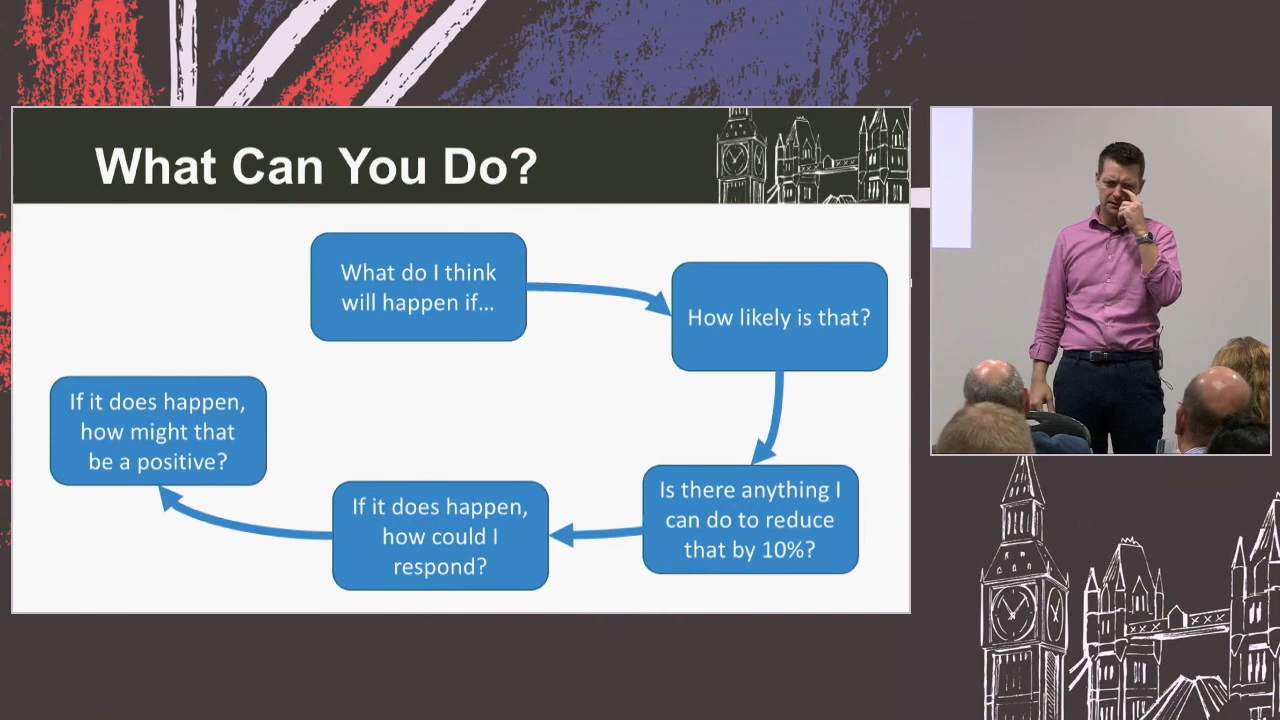 What Can You Do?
What do I think
will happen if...
How likely is that?
Is there anything I
can do to reduce
that by 10%?
If it does happen,
how could I
respond?
If it does happen,
how might that
be a positive?